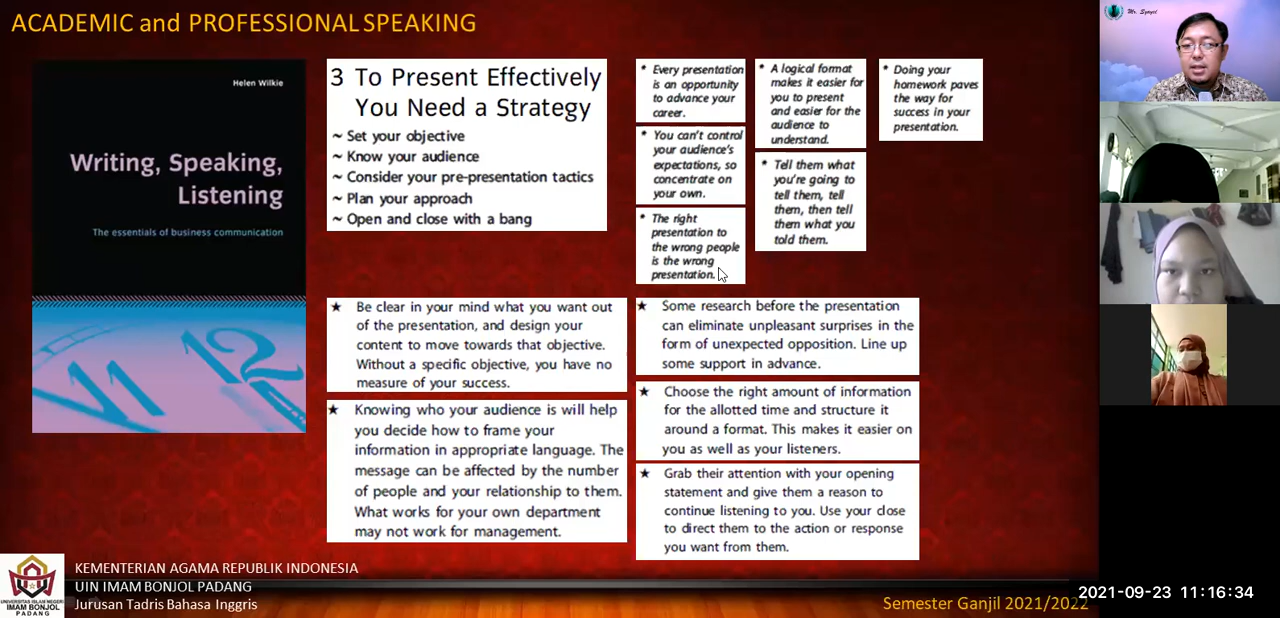 ACADEMIC and PROFESSIONAL SPEAKING
Helen Wilkie
Writing, Speaking,
Listening
The essentials of business communication
11 12
3 To Present Effectively
You Need a Strategy
~ Set your objective
~ Know your audience
~ Consider your pre-presentation tactics
~ Plan your approach
~ Open and close with a bang
* Every presentation
is an opportunity
to advance your
career.
* You can't control
your audience's
expectations, so
concentrate on
your own.
* The right
presentation to
the wrong people
is the wrong
presentation.
* A logical format
makes it easier for
you to present
and easier for the
audience to
understand.
* Tell them what
you're going to
tell them, tell
them, then tell
them what you
told them.
* Doing your
homework paves
the way for
success in your
presentation.
★ Be clear in your mind what you want out
of the presentation, and design your
content to move towards that objective.
Without a specific objective, you have no
measure of your success.
★ Knowing who your audience is will help
you decide how to frame your
information in appropriate language. The
message can be affected by the number
of people and your relationship to them.
What works for your own department
may not work for management.
★ Some research before the presentation
can eliminate unpleasant surprises in the
form of unexpected opposition. Line up
some support in advance.
★ Choose the right amount of information
for the allotted time and structure it
around a format. This makes it easier on
you as well as your listeners.
★ Grab their attention with your opening
statement and give them a reason to
continue listening to you. Use your close
to direct them to the action or response
you want from them.
Mr. Syayid
UNIVERSITAS ISLAM NEGERI
IMAM BONJOL
PADANG
KEMENTERIAN AGAMA REPUBLIK INDONESIA
UIN IMAM BONJOL PADANG
Jurusan Tadris Bahasa Inggris
Semester Ganjil 2021/2022
2021-09-23 11:16:34